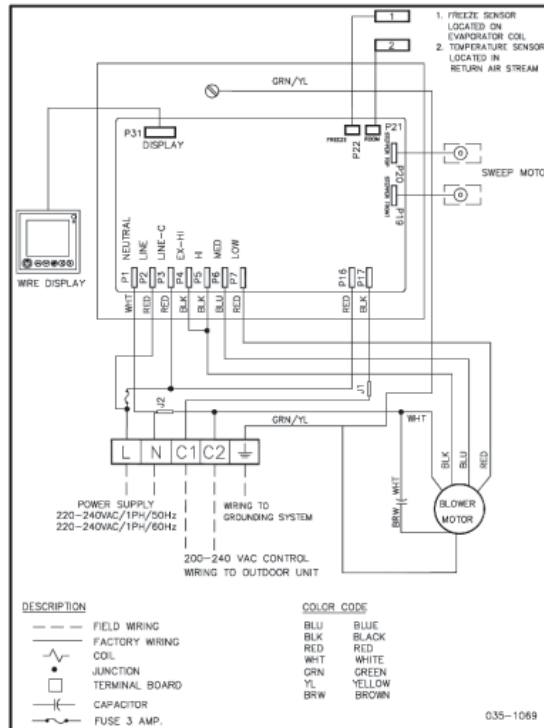 1. FREEZE SENSOR
LOCATED ON
EVAPORATOR COIL
2. TEMPERATURE SENSOR
LOCATED IN
RETURN AIR STREAM
1
2
GRN/YL
P31
DISPLAY
FREEZE
P22
ROOM
P21
STEPPER TOP
P20
STEPPER FRONT
P19
SWEEP MOTO
WIRE DISPLAY
NEUTRAL
LINE
LINE-C
EX-HI
HI
MED
LOW
P1
P2
P3
P4
P5
P6
P7
P16
P17
WHT
RED
RED
BLK
BLK
BLU
RED
RED
BLK
J1
J2
GRN/YL
WHT
BLK
BLU
RED
L
N
C1
C2
BRW
WHT
BLOWER
MOTOR
POWER SUPPLY
220-240VAC/1PH/50Hz
220-240VAC/1PH/60Hz
WIRING TO
GROUNDING SYSTEM
200-240 VAC CONTROL
WIRING TO OUTDOOR UNIT
DESCRIPTION
FIELD WIRING
FACTORY WIRING
COIL
JUNCTION
TERMINAL BOARD
CAPACITOR
FUSE 3 AMP.
COLOR CODE
BLU BLUE
BLK BLACK
RED RED
WHT WHITE
GRN GREEN
YL YELLOW
BRW BROWN
035-1069